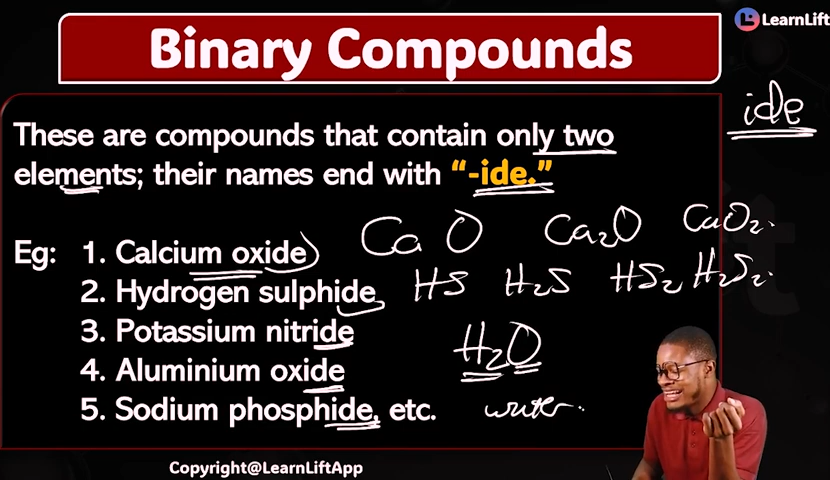 LearnLift
Binary Compounds
ide
These are compounds that contain only two
elements; their names end with “-ide.”
Eg: 1. Calcium oxide CaO Ca₂O CaO₂.
2. Hydrogen sulphide HS H₂S HS₂ H₂S₂.
3. Potassium nitride
4. Aluminium oxide H₂O
5. Sodium phosphide, etc. water.
Copyright@LearnLiftApp